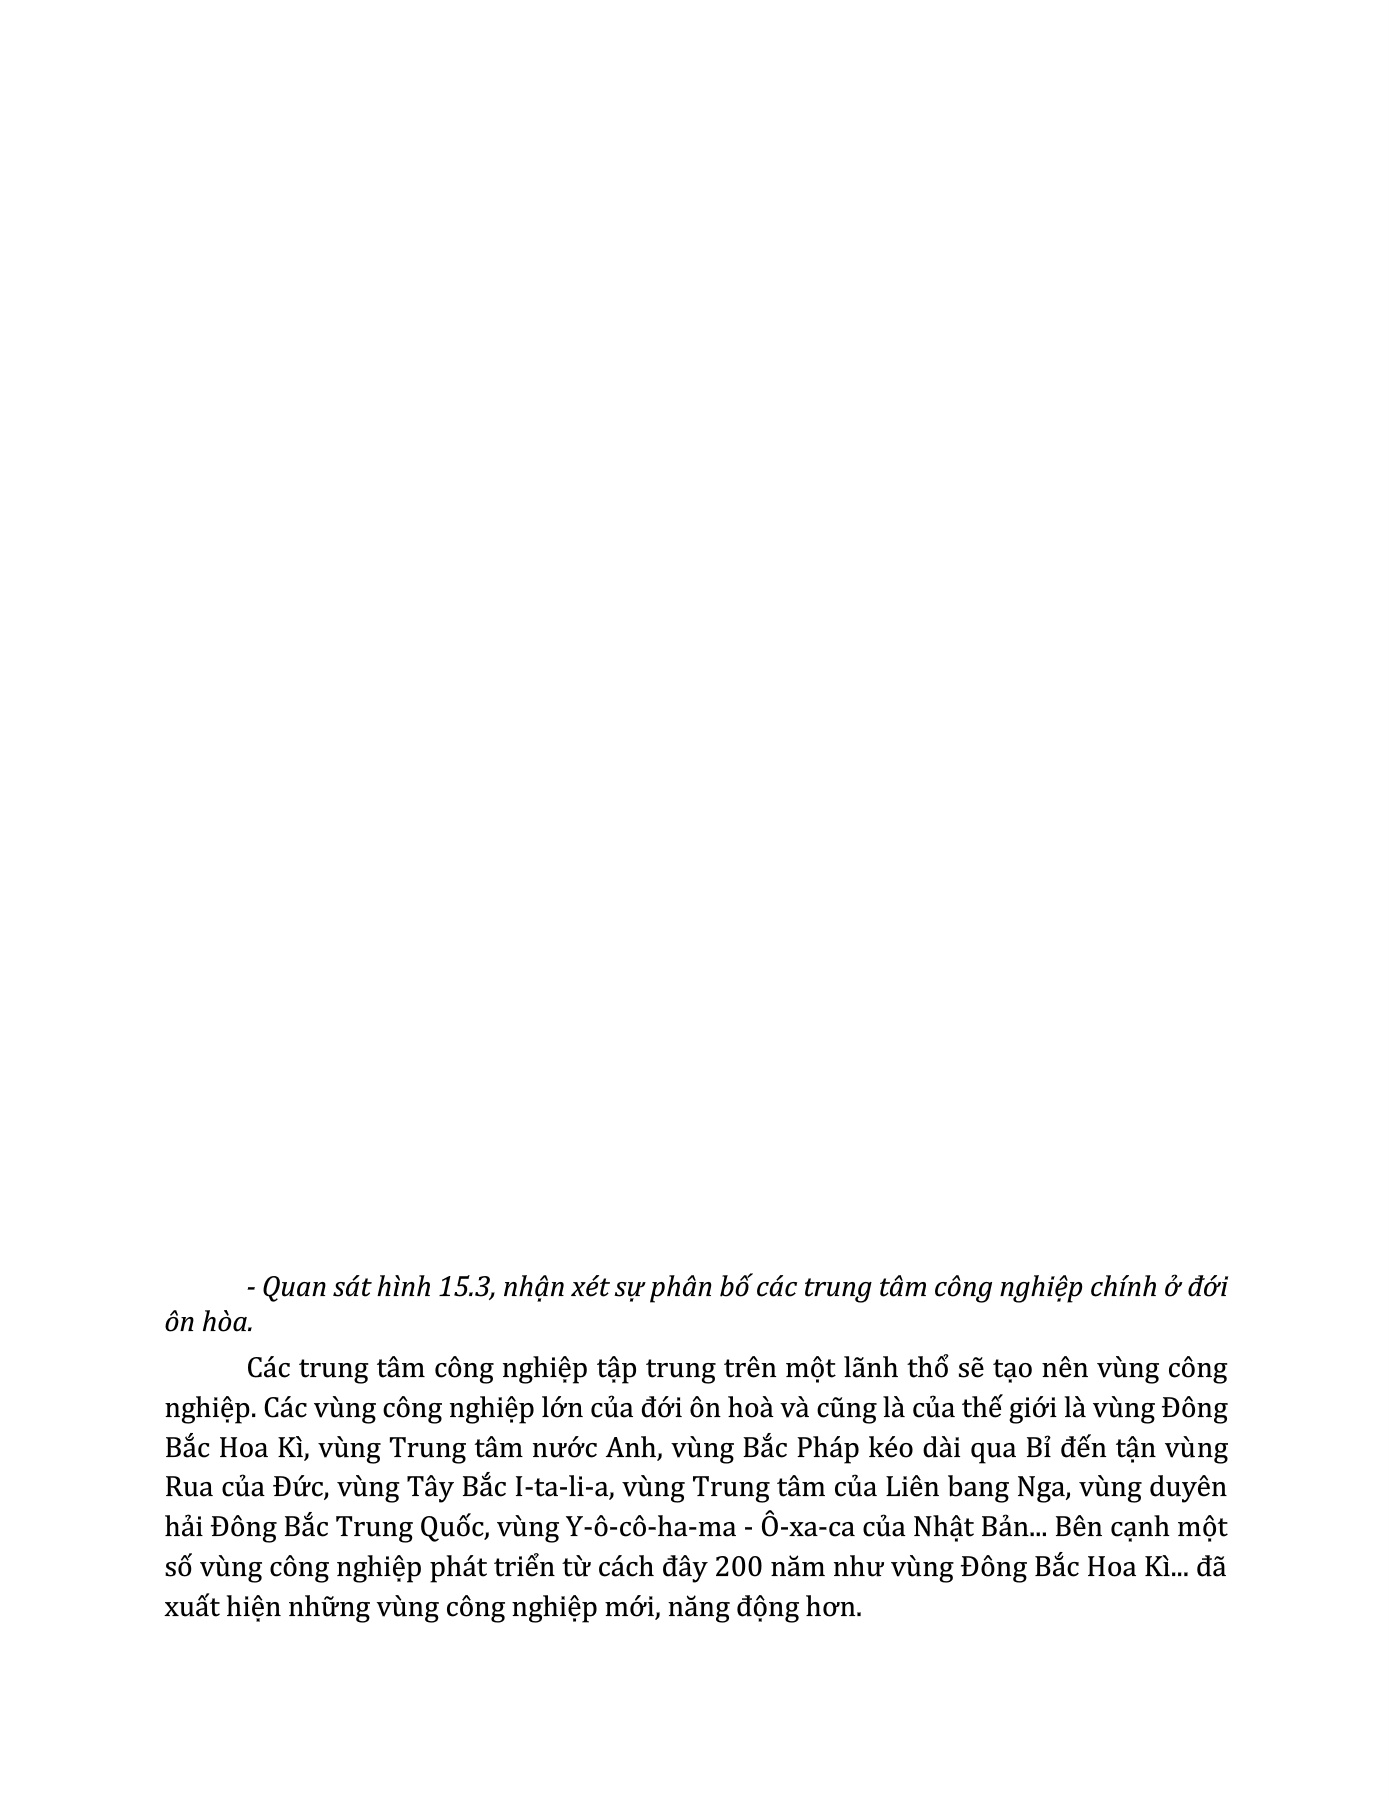 - Quan sát hình 15.3, nhận xét sự phân bố các trung tâm công nghiệp chính ở đới
ôn hòa.
Các trung tâm công nghiệp tập trung trên một lãnh thổ sẽ tạo nên vùng công
nghiệp. Các vùng công nghiệp lớn của đới ôn hoà và cũng là của thế giới là vùng Đông
Bắc Hoa Kì, vùng Trung tâm nước Anh, vùng Bắc Pháp kéo dài qua Bỉ đến tận vùng
Rua của Đức, vùng Tây Bắc I-ta-li-a, vùng Trung tâm của Liên bang Nga, vùng duyên
hải Đông Bắc Trung Quốc, vùng Y-ô-cô-ha-ma - Ô-xa-ca của Nhật Bản... Bên cạnh một
số vùng công nghiệp phát triển từ cách đây 200 năm như vùng Đông Bắc Hoa Kì... đã
xuất hiện những vùng công nghiệp mới, năng động hơn.